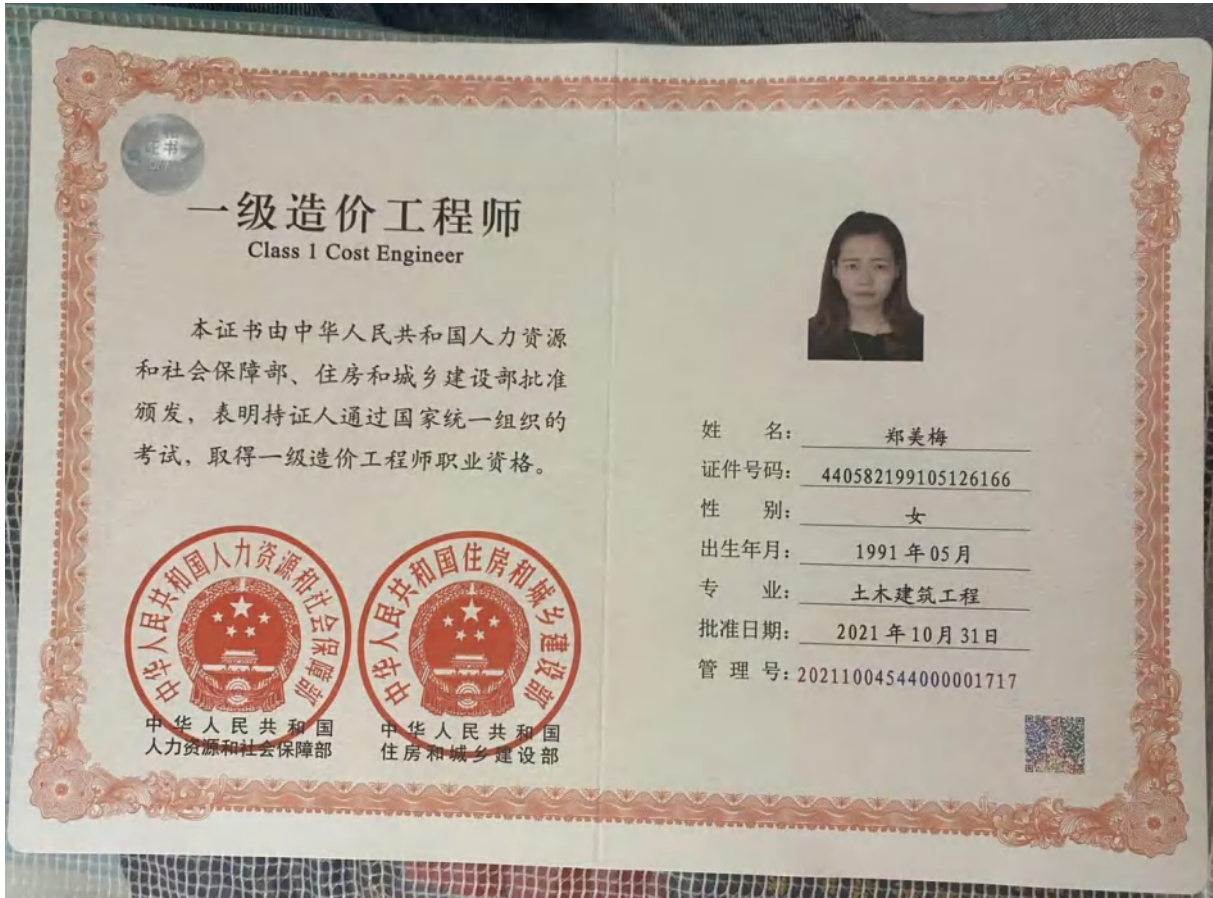 证书
一级造价工程师
Class 1 Cost Engineer
本证书由中华人民共和国人力资源
和社会保障部、住房和城乡建设部批准
颁发，表明持证人通过国家统一组织的
考试，取得一级造价工程师职业资格。
中华人民共和国人力资源和社会保障部
中华人民共和国住房和城乡建设部
中华人民共和国
人力资源和社会保障部
中华人民共和国
住房和城乡建设部
姓 名：郑美梅
证件号码：440582199105126166
性 别：女
出生年月：1991年05月
专 业：土木建筑工程
批准日期：2021年10月31日
管 理 号：20211004544000001717